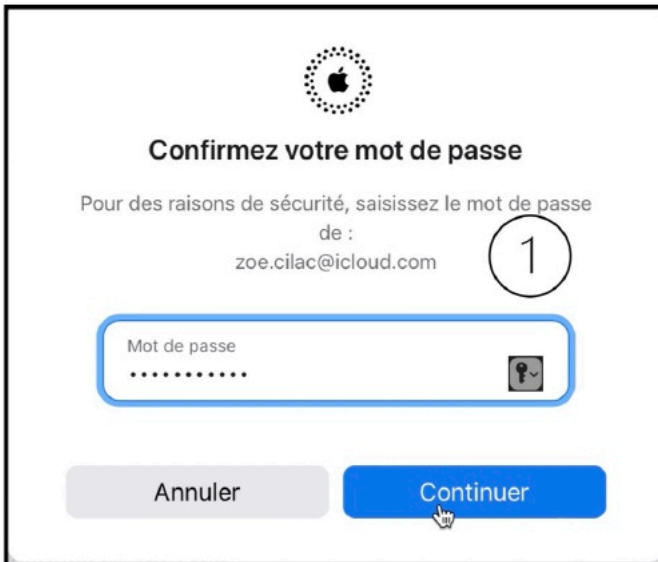 Confirmez votre mot de passe
Pour des raisons de sécurité, saisissez le mot de passe
de :
zoe.cilac@icloud.com
1
Mot de passe
•••••••••••
Annuler
Continuer